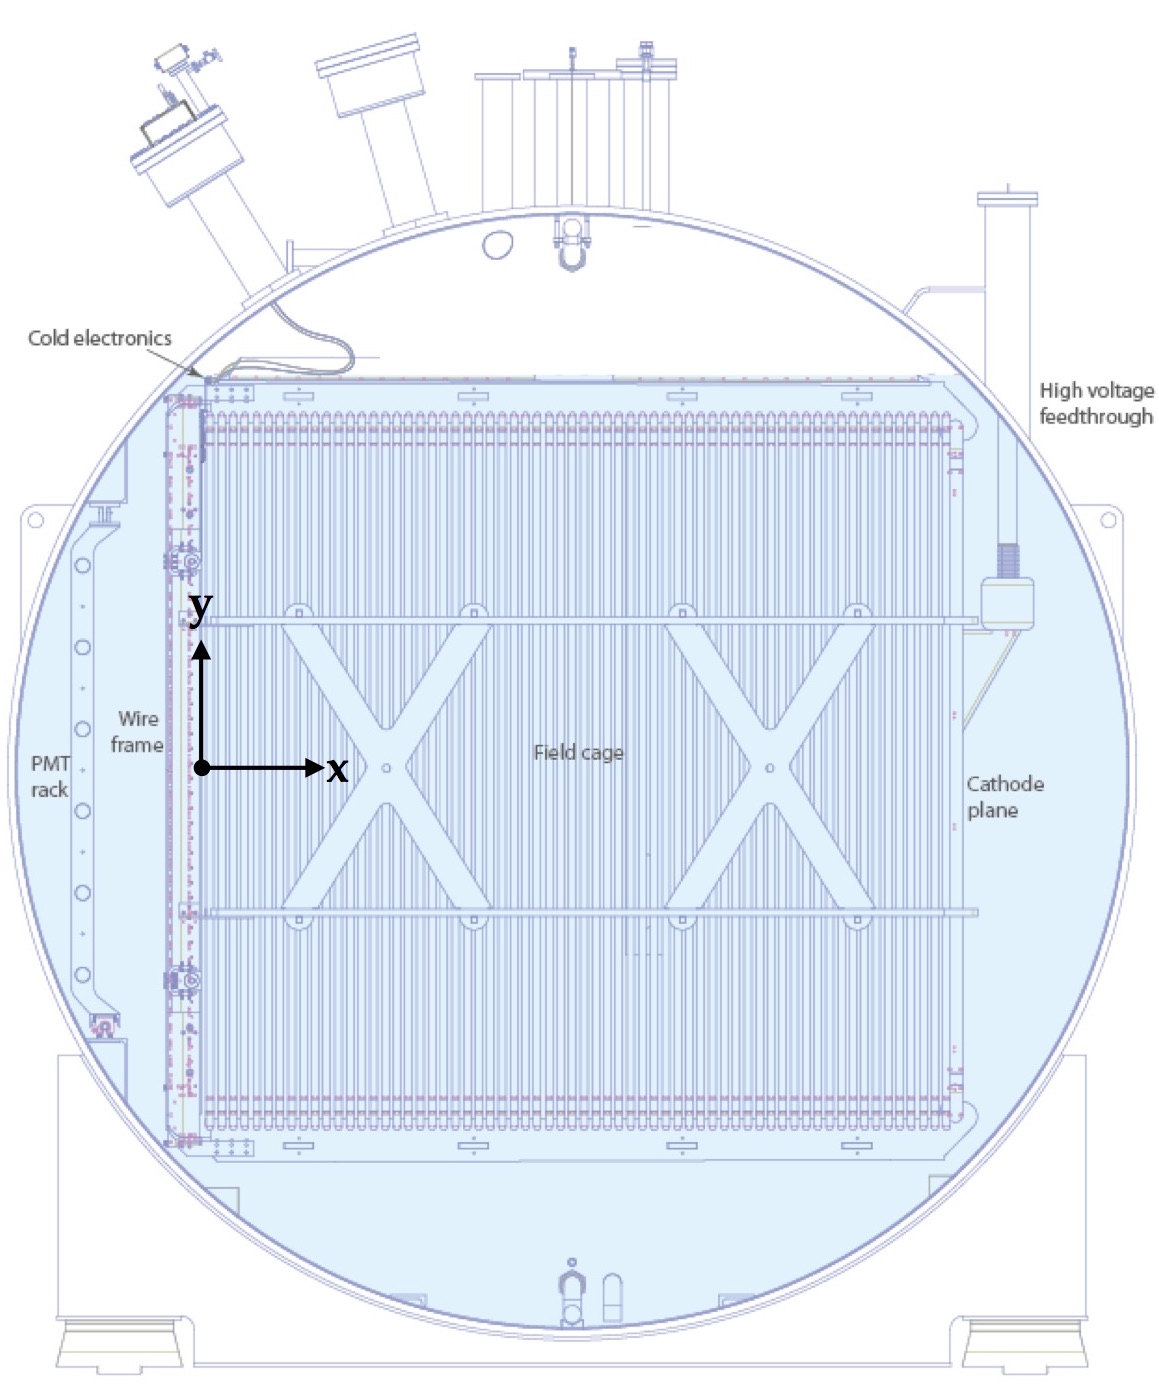 Cold electronics
High voltage
feedthrough
y
Wire
frame
x
Field cage
PMT
rack
Cathode
plane